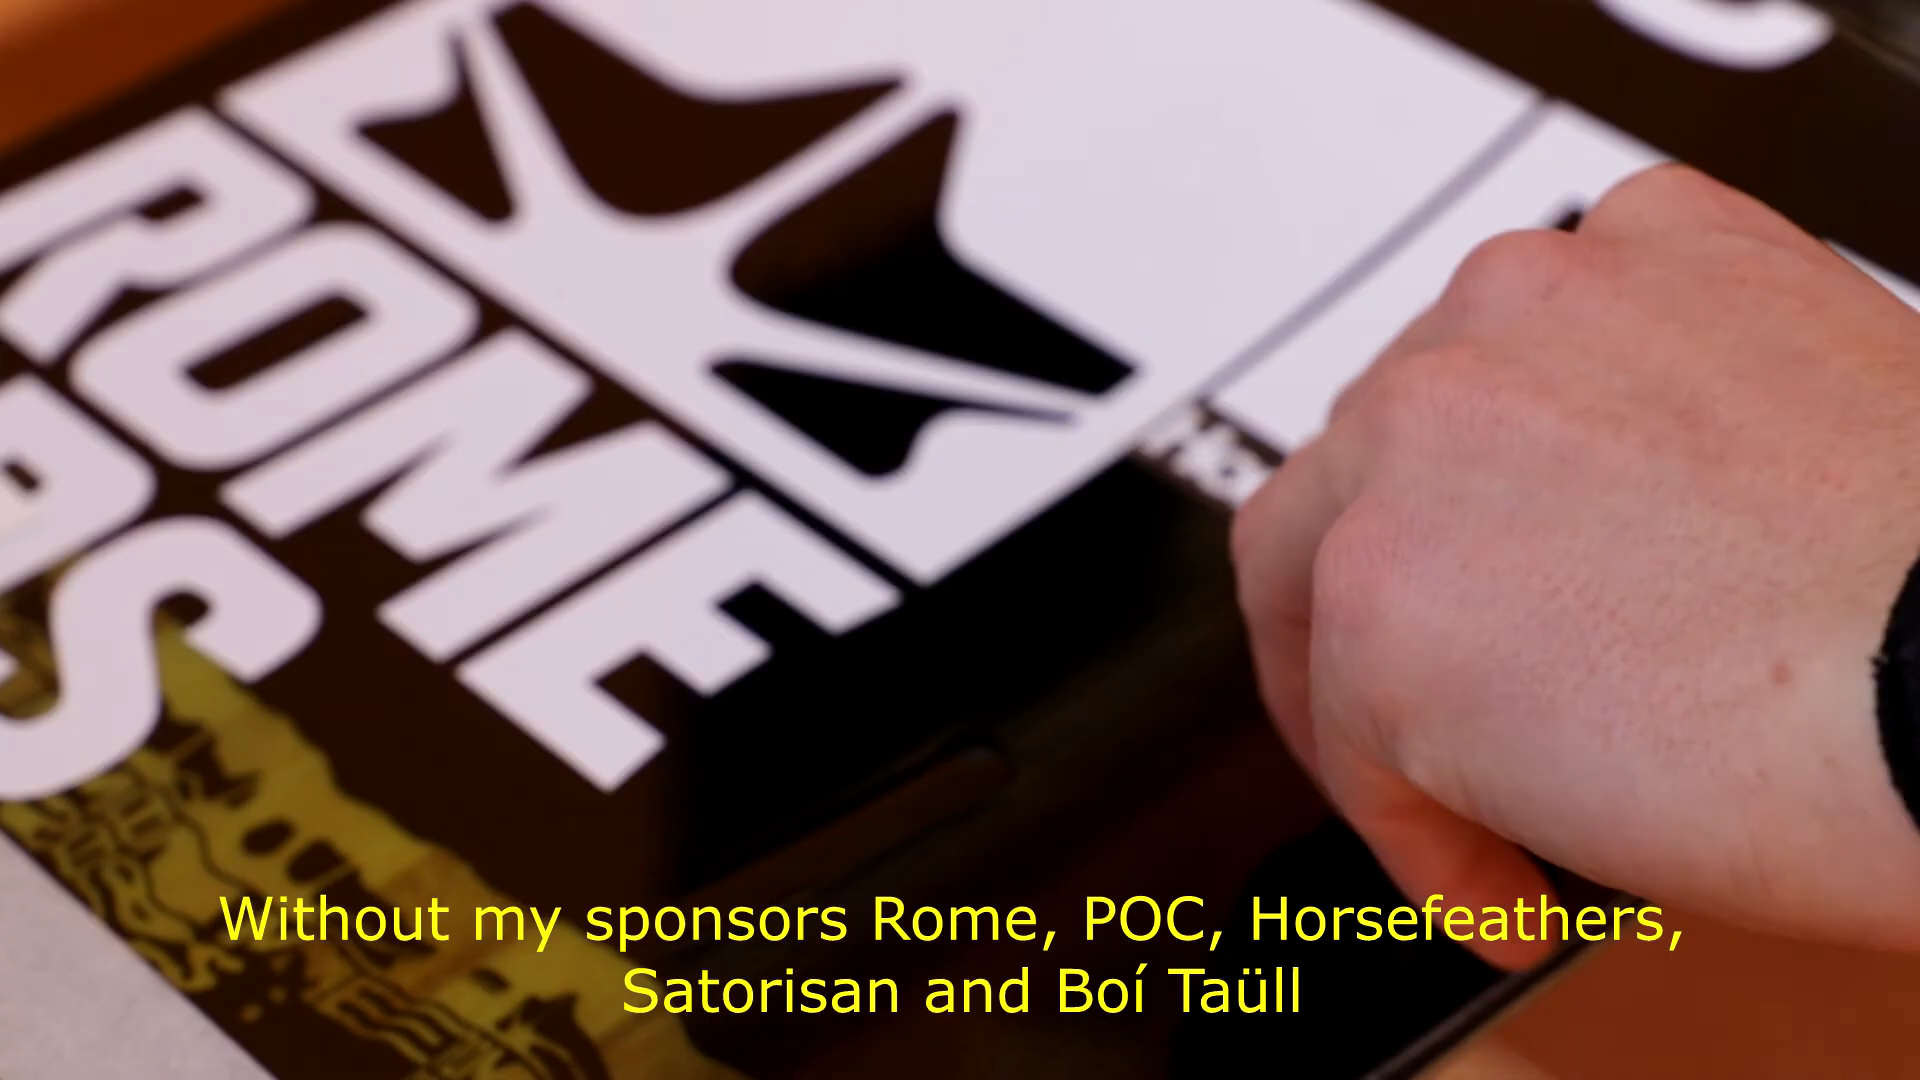 ROME
Without my sponsors Rome, POC, Horsefeathers,
Satorisan and Boí Taüll